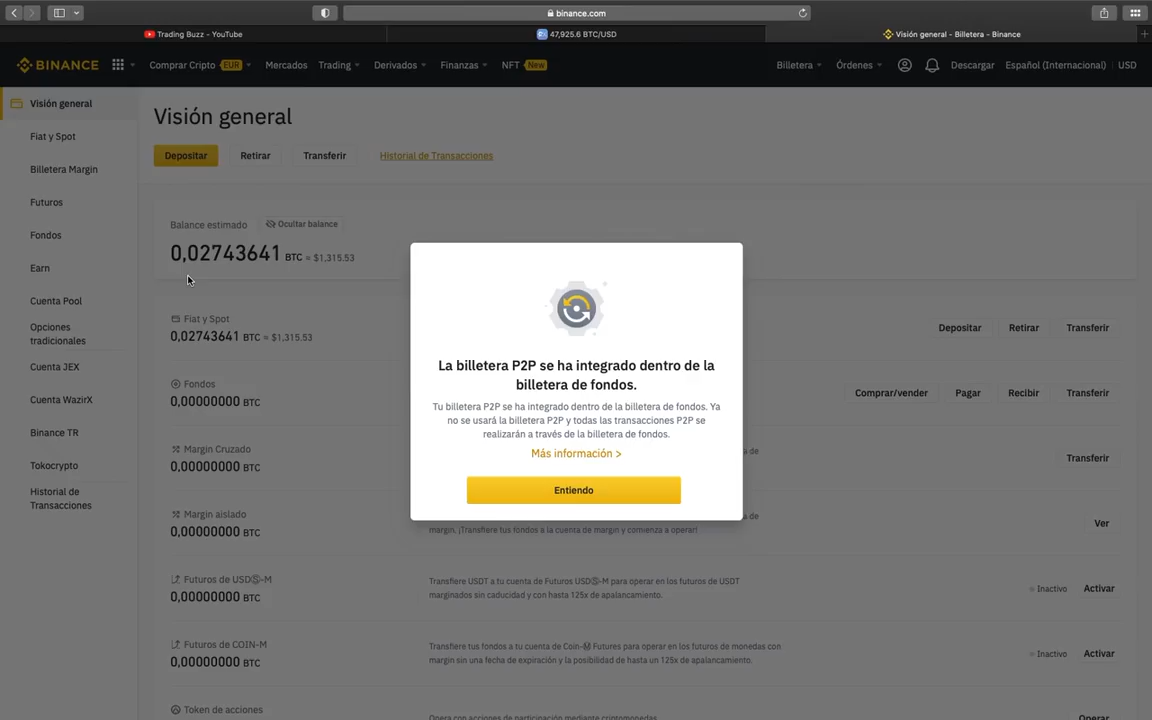 binance.com
Trading Buzz - YouTube
47,925.6 BTC/USD
Visión general - Billetera - Binance
BINANCE
Comprar Cripto EUR
Mercados
Trading
Derivados
Finanzas
NFT New
Billetera
Órdenes
Descargar
Español (Internacional)
USD
Visión general
Fiat y Spot
Billetera Margin
Futuros
Fondos
Earn
Cuenta Pool
Opciones
tradicionales
Cuenta JEX
Cuenta WazirX
Binance TR
Tokocrypto
Historial de
Transacciones
Visión general
Depositar
Retirar
Transferir
Historial de Transacciones
Balance estimado
Ocultar balance
0,02743641 BTC ≈ $1,315.53
Fiat y Spot
0,02743641 BTC ≈ $1,315.53
Depositar
Retirar
Transferir
Fondos
0,00000000 BTC
Comprar/vender
Pagar
Recibir
Transferir
Margin Cruzado
0,00000000 BTC
a de
Transferir
Margin aislado
0,00000000 BTC
a de
margin. ¡Transfiere tus fondos a la cuenta de margin y comienza a operar!
Ver
Futuros de USDⓈ-M
0,00000000 BTC
Transfiere USDT a tu cuenta de Futuros USDⓈ-M para operar en los futuros de USDT
marginados sin caducidad y con hasta 125x de apalancamiento.
Inactivo
Activar
Futuros de COIN-M
0,00000000 BTC
Transfiere tus fondos a tu cuenta de Coin-Ⓜ Futures para operar en los futuros de monedas con
margin sin una fecha de expiración y la posibilidad de hasta un 125x de apalancamiento.
Inactivo
Activar
Token de acciones
Opera con acciones de participación mediante criptomonedas
Operar
La billetera P2P se ha integrado dentro de la
billetera de fondos.
Tu billetera P2P se ha integrado dentro de la billetera de fondos. Ya
no se usará la billetera P2P y todas las transacciones P2P se
realizarán a través de la billetera de fondos.
Más información >
Entiendo